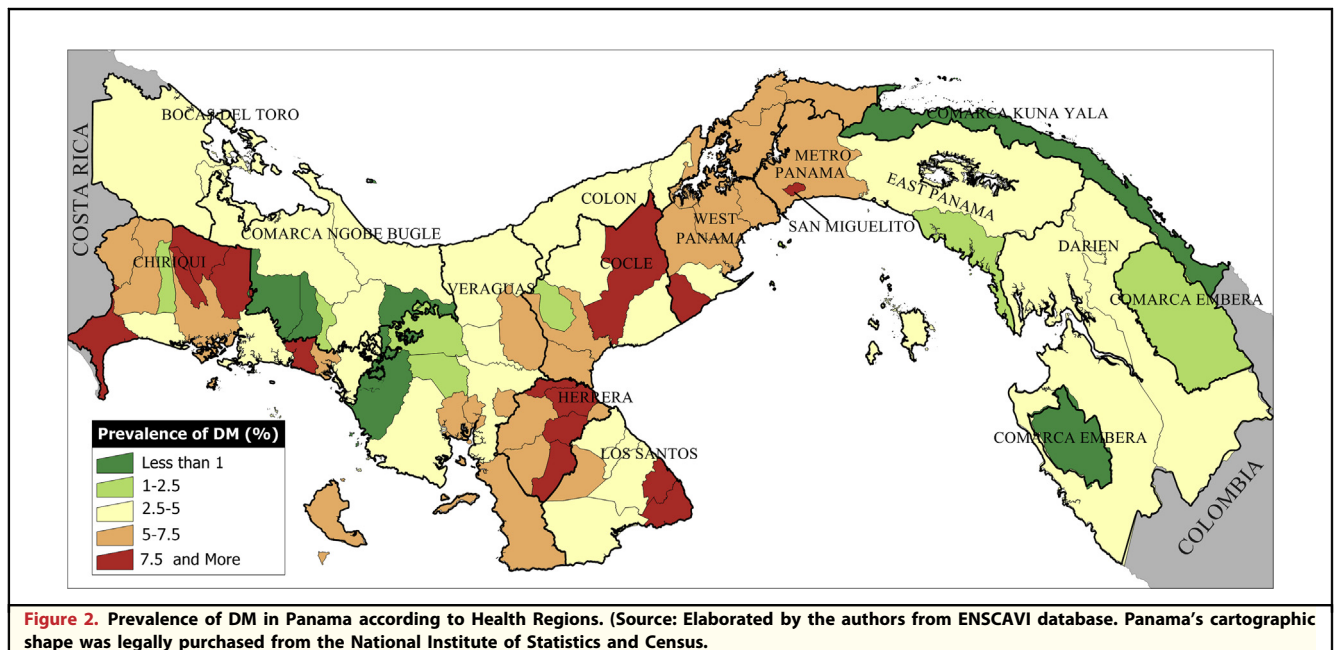 BOCAS DEL TORO
COMARCA KUNA YALA
COSTA RICA
METRO
PANAMA
EAST PANAMA
COLON
WEST
PANAMA
SAN MIGUELITO
COMARCA NGOBE BUGLE
DARIEN
CHIRIQUI
COCLE
VERAGUAS
COMARCA EMBERA
HERRERA
COMARCA EMBERA
LOS SANTOS
COLOMBIA
Prevalence of DM (%)
Less than 1
1-2.5
2.5-5
5-7.5
7.5 and More
Figure 2. Prevalence of DM in Panama according to Health Regions. (Source: Elaborated by the authors from ENSCAVI database. Panama's cartographic
shape was legally purchased from the National Institute of Statistics and Census.